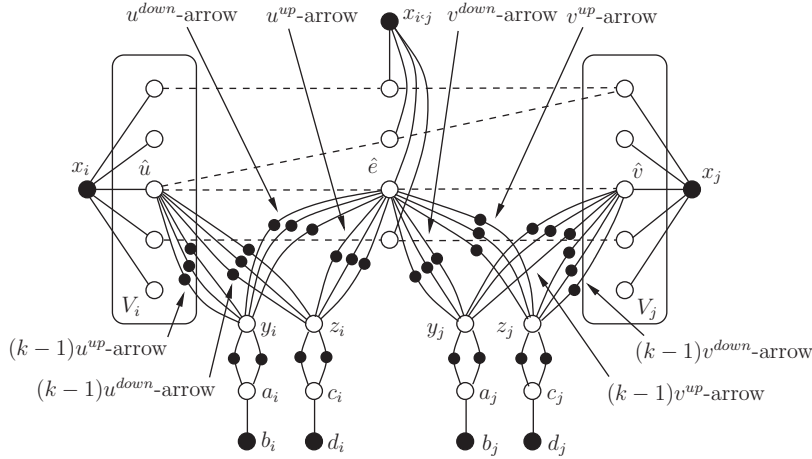 u^{down}-arrow u^{up}-arrow x_{i·j} v^{down}-arrow v^{up}-arrow
x_i û ê v̂ x_j
V_i V_j
y_i z_i y_j z_j
(k−1)u^{up}-arrow (k−1)v^{down}-arrow
(k−1)u^{down}-arrow a_i c_i a_j c_j (k−1)v^{up}-arrow
b_i d_i b_j d_j